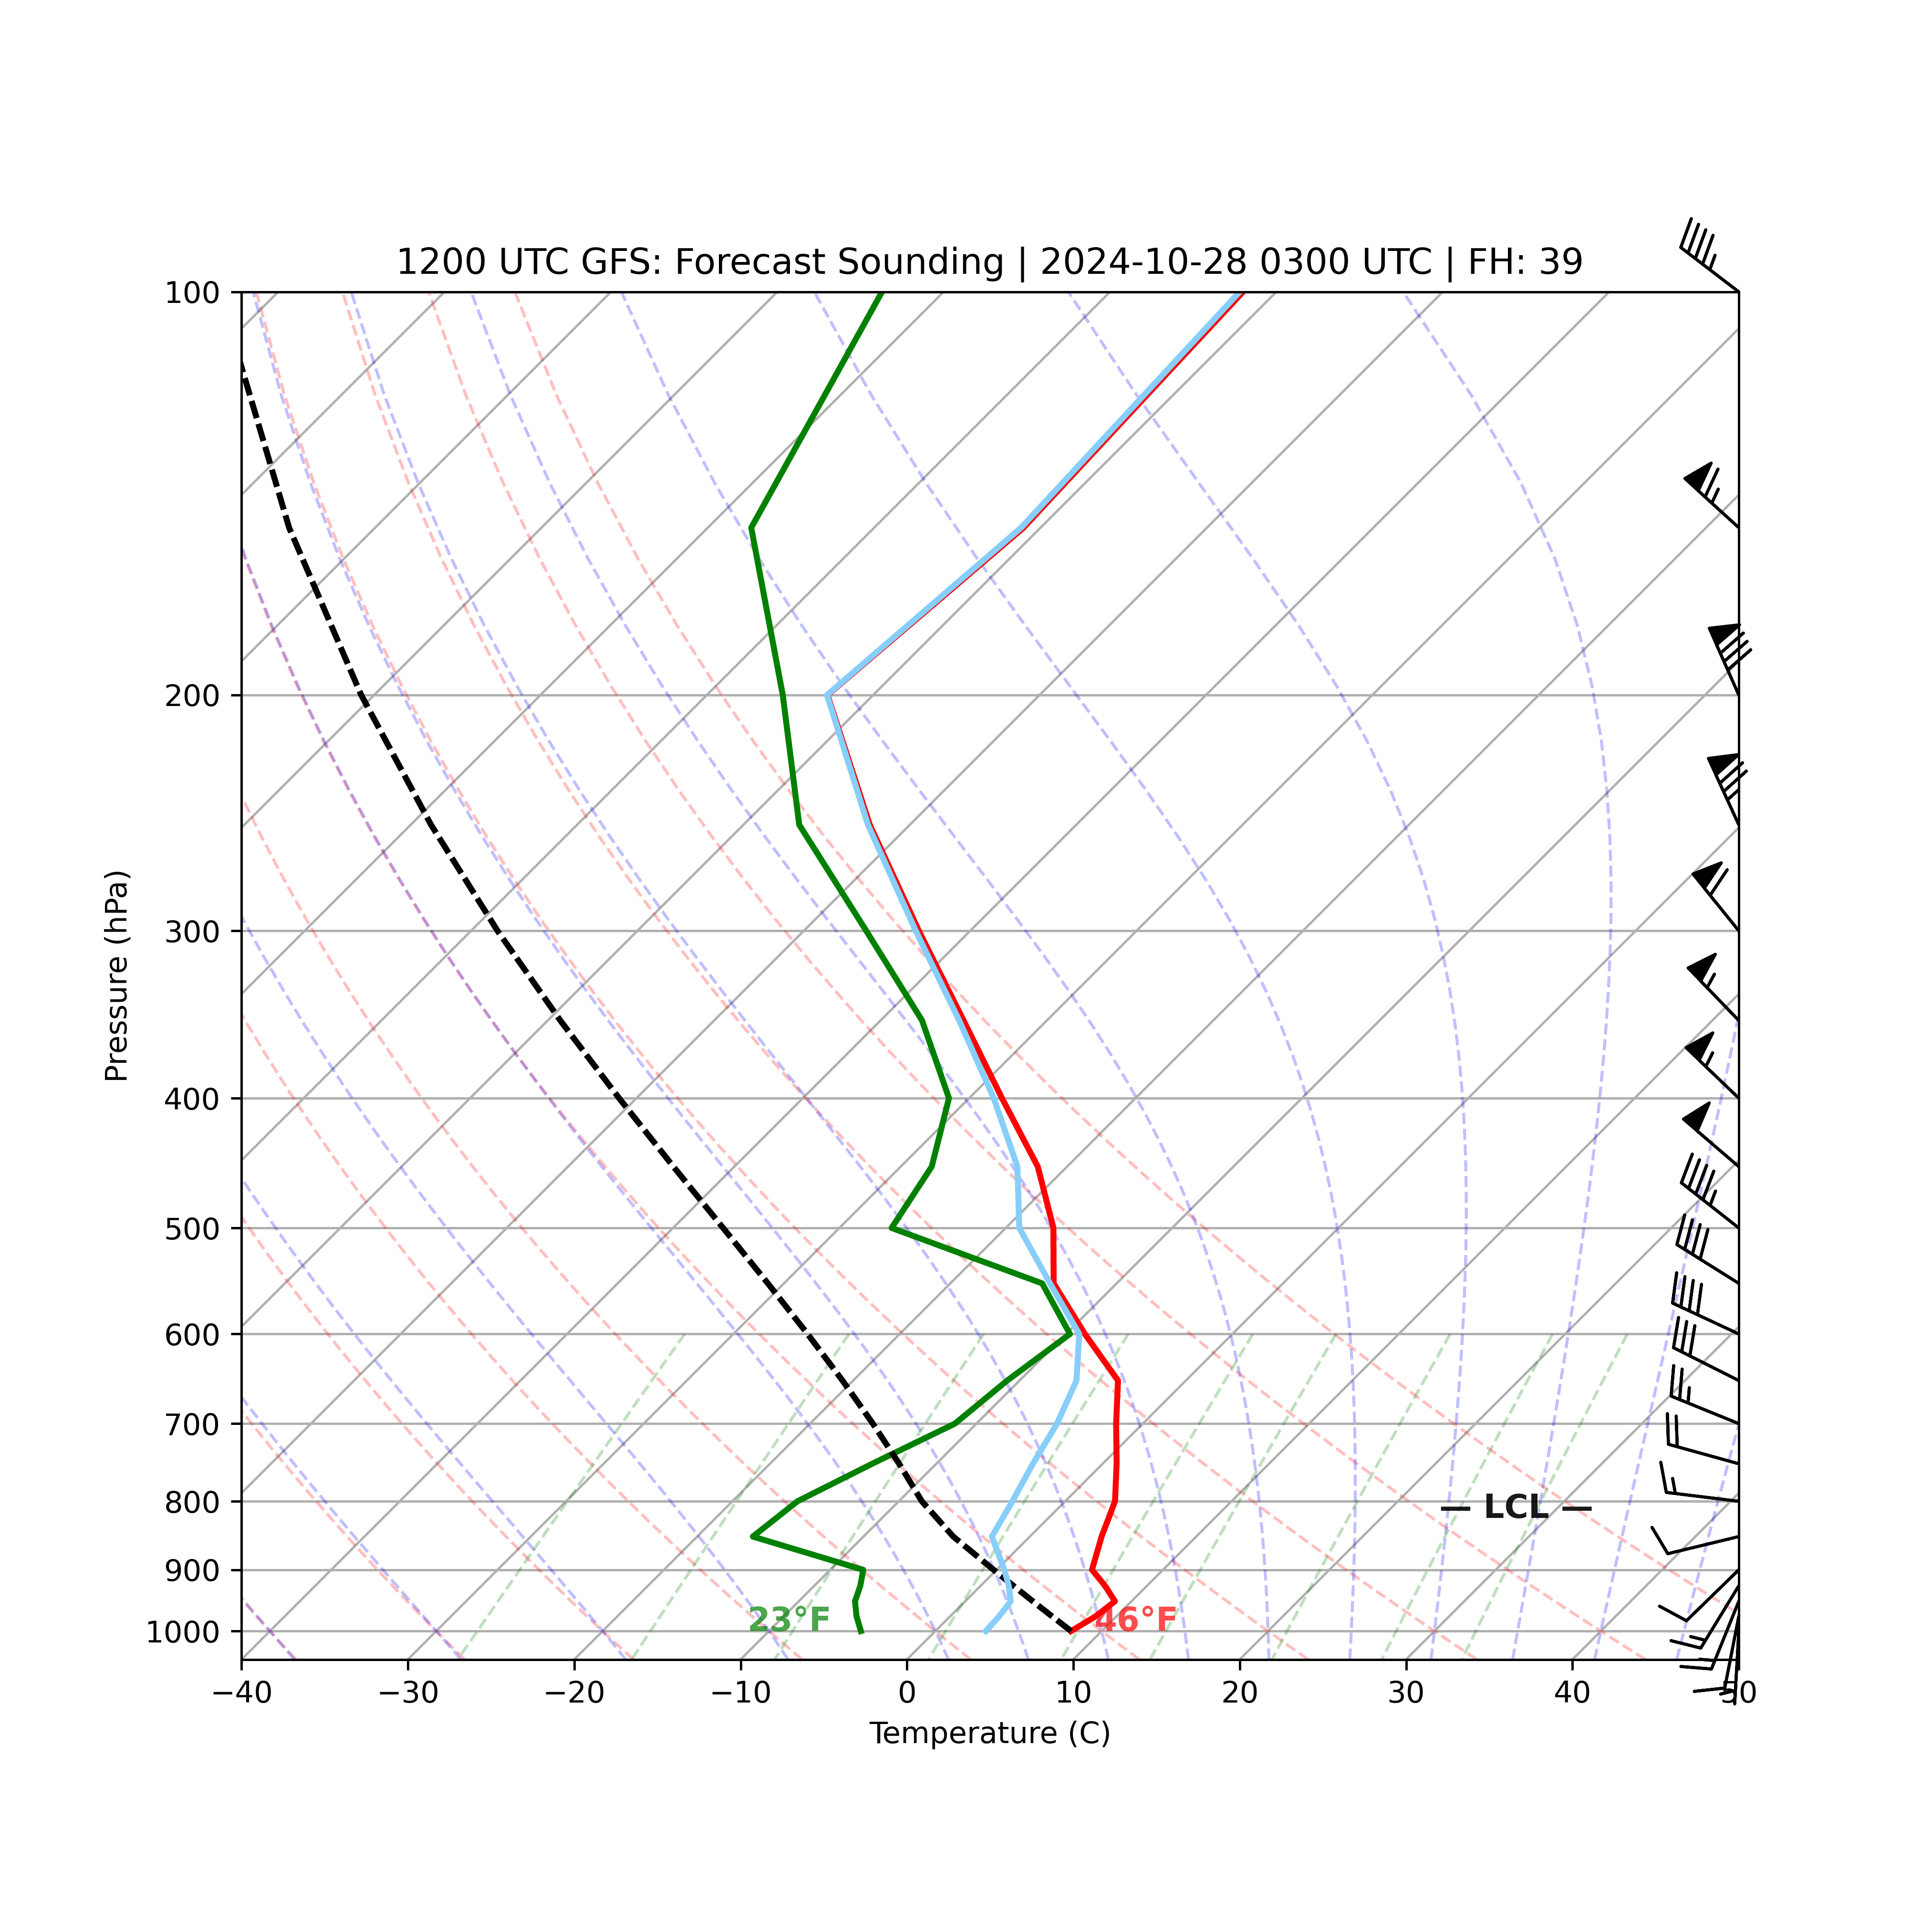 1200 UTC GFS: Forecast Sounding | 2024-10-28 0300 UTC | FH: 39
100
200
300
400
500
600
700
800
900
1000
Pressure (hPa)
— LCL —
23°F
46°F
−40 −30 −20 −10 0 10 20 30 40 50
Temperature (C)